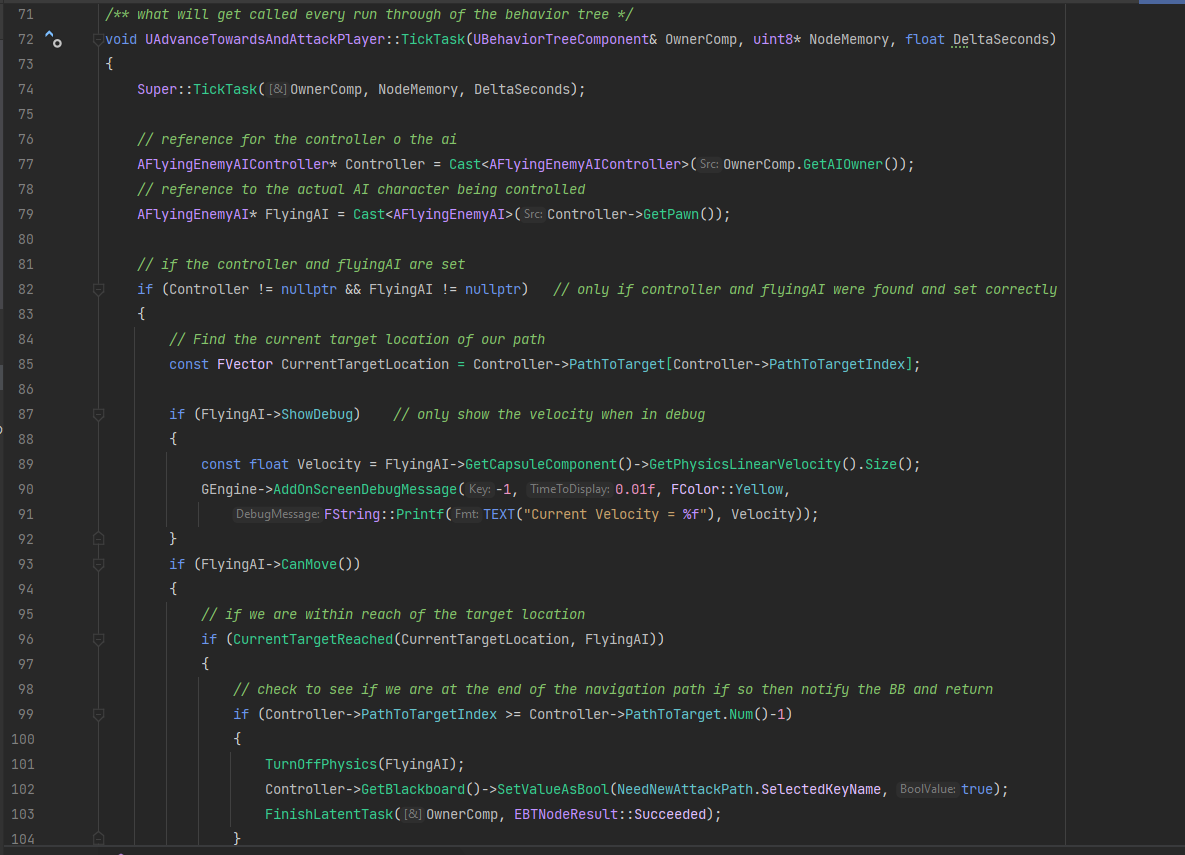 71 /** what will get called every run through of the behavior tree */
72 void UAdvanceTowardsAndAttackPlayer::TickTask(UBehaviorTreeComponent& OwnerComp, uint8* NodeMemory, float DeltaSeconds)
73 {
74 Super::TickTask([&] OwnerComp, NodeMemory, DeltaSeconds);
75
76 // reference for the controller o the ai
77 AFlyingEnemyAIController* Controller = Cast<AFlyingEnemyAIController>(Src: OwnerComp.GetAIOwner());
78 // reference to the actual AI character being controlled
79 AFlyingEnemyAI* FlyingAI = Cast<AFlyingEnemyAI>(Src: Controller->GetPawn());
80
81 // if the controller and flyingAI are set
82 if (Controller != nullptr && FlyingAI != nullptr) // only if controller and flyingAI were found and set correctly
83 {
84 // Find the current target location of our path
85 const FVector CurrentTargetLocation = Controller->PathToTarget[Controller->PathToTargetIndex];
86
87 if (FlyingAI->ShowDebug) // only show the velocity when in debug
88 {
89 const float Velocity = FlyingAI->GetCapsuleComponent()->GetPhysicsLinearVelocity().Size();
90 GEngine->AddOnScreenDebugMessage(Key: -1, TimeToDisplay: 0.01f, FColor::Yellow,
91 DebugMessage: FString::Printf(Fmt: TEXT("Current Velocity = %f"), Velocity));
92 }
93 if (FlyingAI->CanMove())
94 {
95 // if we are within reach of the target location
96 if (CurrentTargetReached(CurrentTargetLocation, FlyingAI))
97 {
98 // check to see if we are at the end of the navigation path if so then notify the BB and return
99 if (Controller->PathToTargetIndex >= Controller->PathToTarget.Num()-1)
100 {
101 TurnOffPhysics(FlyingAI);
102 Controller->GetBlackboard()->SetValueAsBool(NeedNewAttackPath.SelectedKeyName, BoolValue: true);
103 FinishLatentTask([&] OwnerComp, EBTNodeResult::Succeeded);
104 }